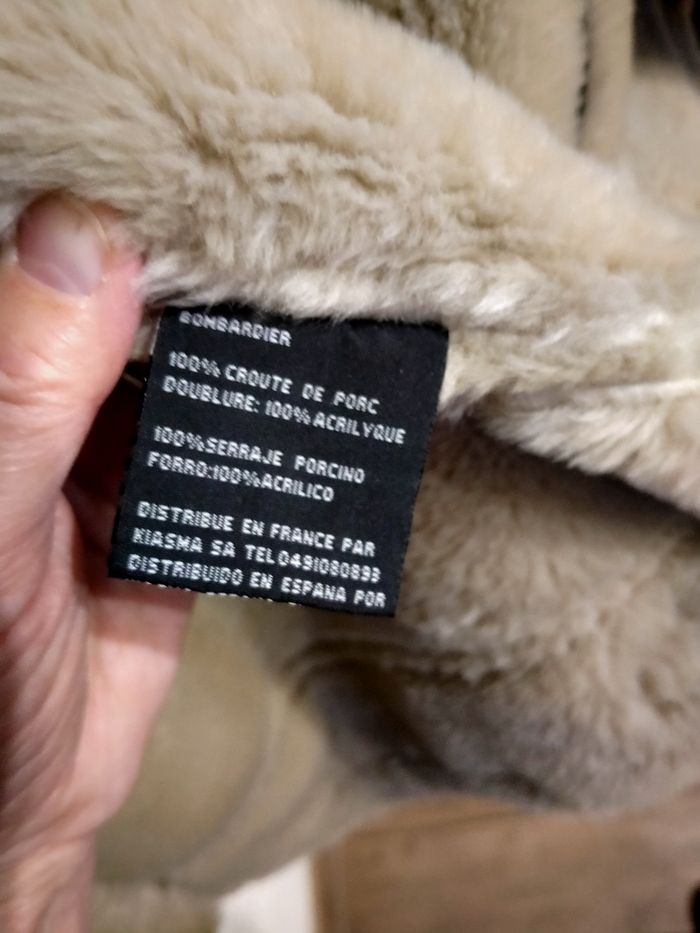 BOMBARDIER
100% CROUTE DE PORC
DOUBLURE: 100% ACRILYQUE
100% SERRAJE PORCINO
FORRO:100% ACRILICO
DISTRIBUE EN FRANCE PAR
KIASMA SA TEL 0491080893
DISTRIBUIDO EN ESPANA POR